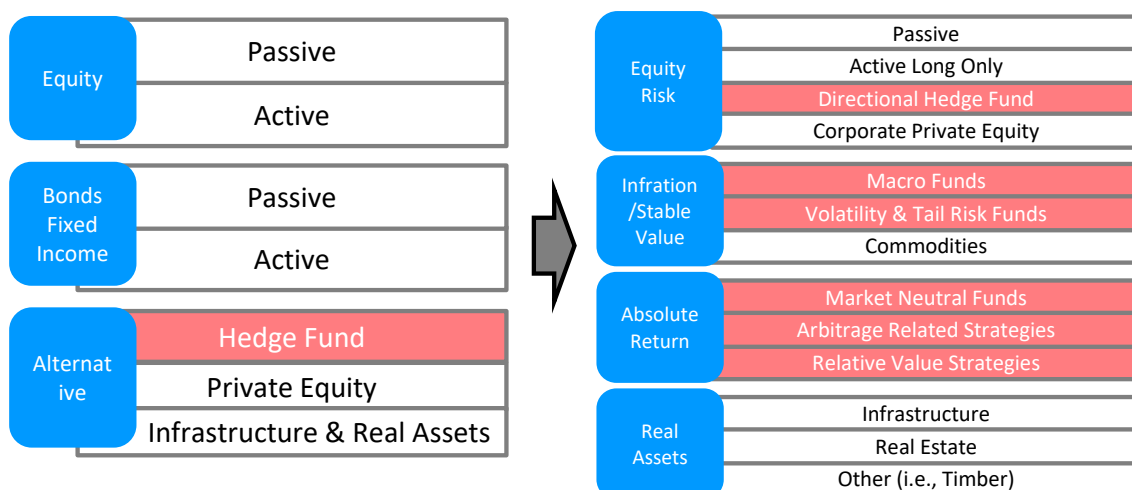 Equity
Passive
Active
Bonds
Fixed
Income
Passive
Active
Alternat
ive
Hedge Fund
Private Equity
Infrastructure & Real Assets
Equity
Risk
Passive
Active Long Only
Directional Hedge Fund
Corporate Private Equity
Infration
/Stable
Value
Macro Funds
Volatility & Tail Risk Funds
Commodities
Absolute
Return
Market Neutral Funds
Arbitrage Related Strategies
Relative Value Strategies
Real
Assets
Infrastructure
Real Estate
Other (i.e., Timber)